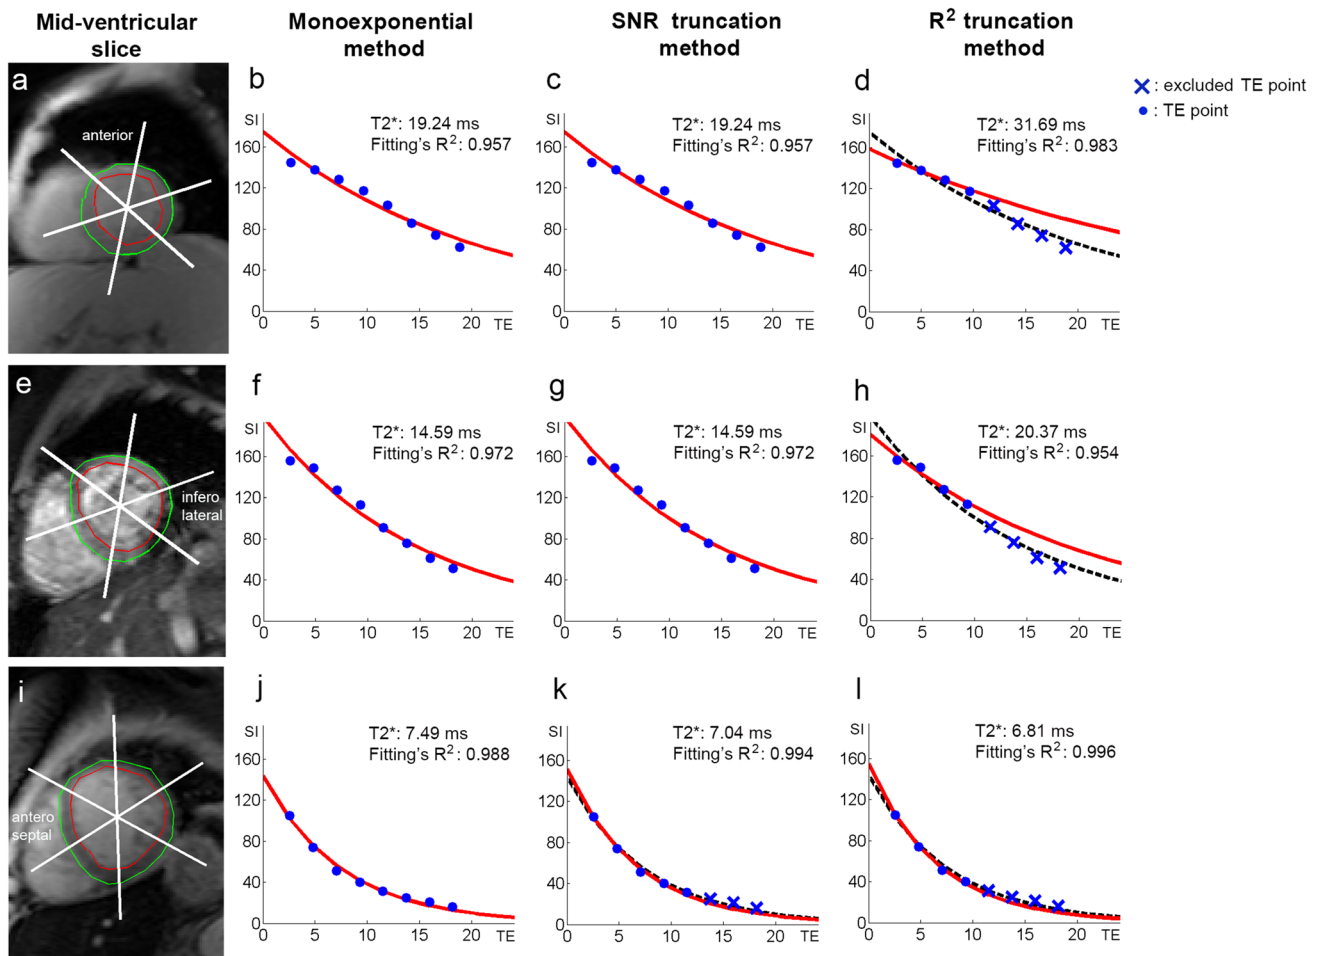 Mid-ventricular
slice
Monoexponential
method
SNR truncation
method
R² truncation
method
a
anterior
b
SI
T2*: 19.24 ms
Fitting's R²: 0.957
160
120
80
40
0
0 5 10 15 20 TE
c
SI
T2*: 19.24 ms
Fitting's R²: 0.957
160
120
80
40
0
0 5 10 15 20 TE
d
SI
T2*: 31.69 ms
Fitting's R²: 0.983
160
120
80
40
0
0 5 10 15 20 TE
: excluded TE point
: TE point
e
infero
lateral
f
SI
T2*: 14.59 ms
Fitting's R²: 0.972
160
120
80
40
0
0 5 10 15 20 TE
g
SI
T2*: 14.59 ms
Fitting's R²: 0.972
160
120
80
40
0
0 5 10 15 20 TE
h
SI
T2*: 20.37 ms
Fitting's R²: 0.954
160
120
80
40
0
0 5 10 15 20 TE
i
antero
septal
j
SI
T2*: 7.49 ms
Fitting's R²: 0.988
160
120
80
40
0
0 5 10 15 20 TE
k
SI
T2*: 7.04 ms
Fitting's R²: 0.994
160
120
80
40
0
0 5 10 15 20 TE
l
SI
T2*: 6.81 ms
Fitting's R²: 0.996
160
120
80
40
0
0 5 10 15 20 TE